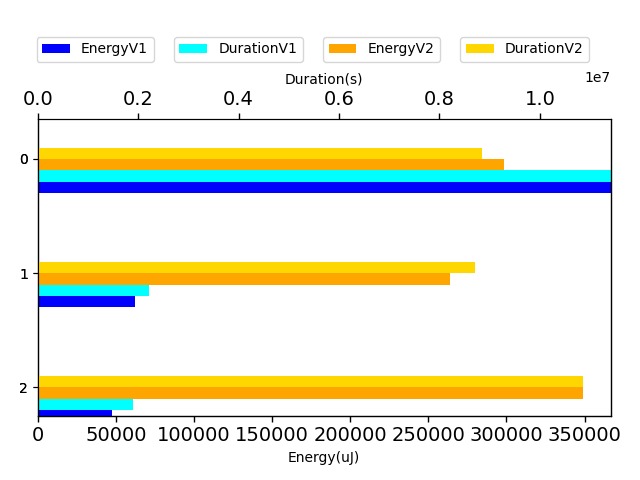 EnergyV1 DurationV1 EnergyV2 DurationV2
Duration(s)
1e7
0.0 0.2 0.4 0.6 0.8 1.0
0
1
2
0 50000 100000 150000 200000 250000 300000 350000
Energy(uJ)